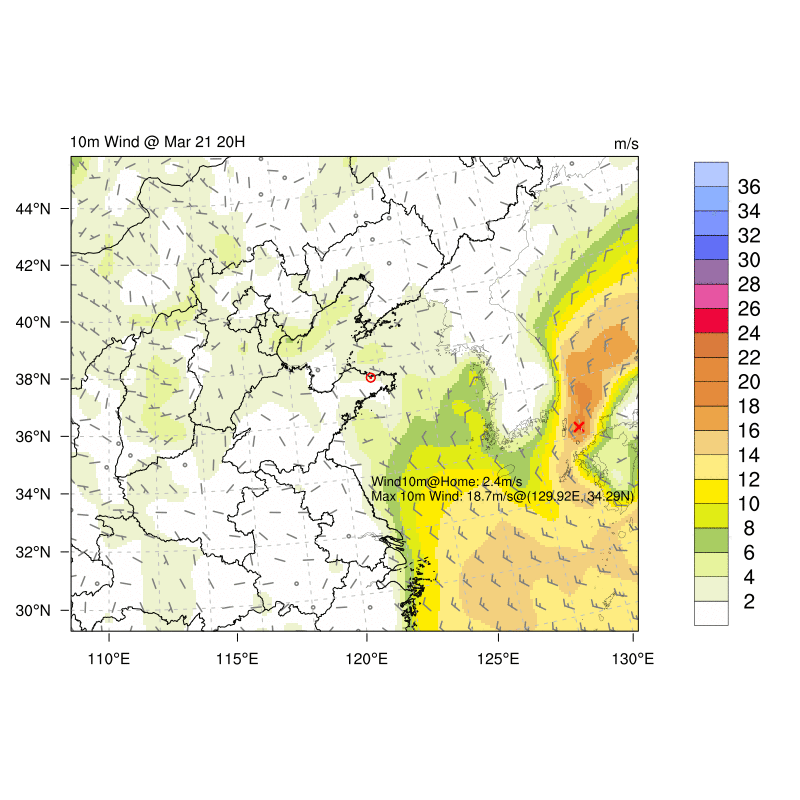 10m Wind @ Mar 21 20H
m/s
44°N
42°N
40°N
38°N
36°N
34°N
32°N
30°N
110°E
115°E
120°E
125°E
130°E
Wind10m@Home: 2.4m/s
Max 10m Wind: 18.7m/s@(129.92E, 34.29N)
36
34
32
30
28
26
24
22
20
18
16
14
12
10
8
6
4
2